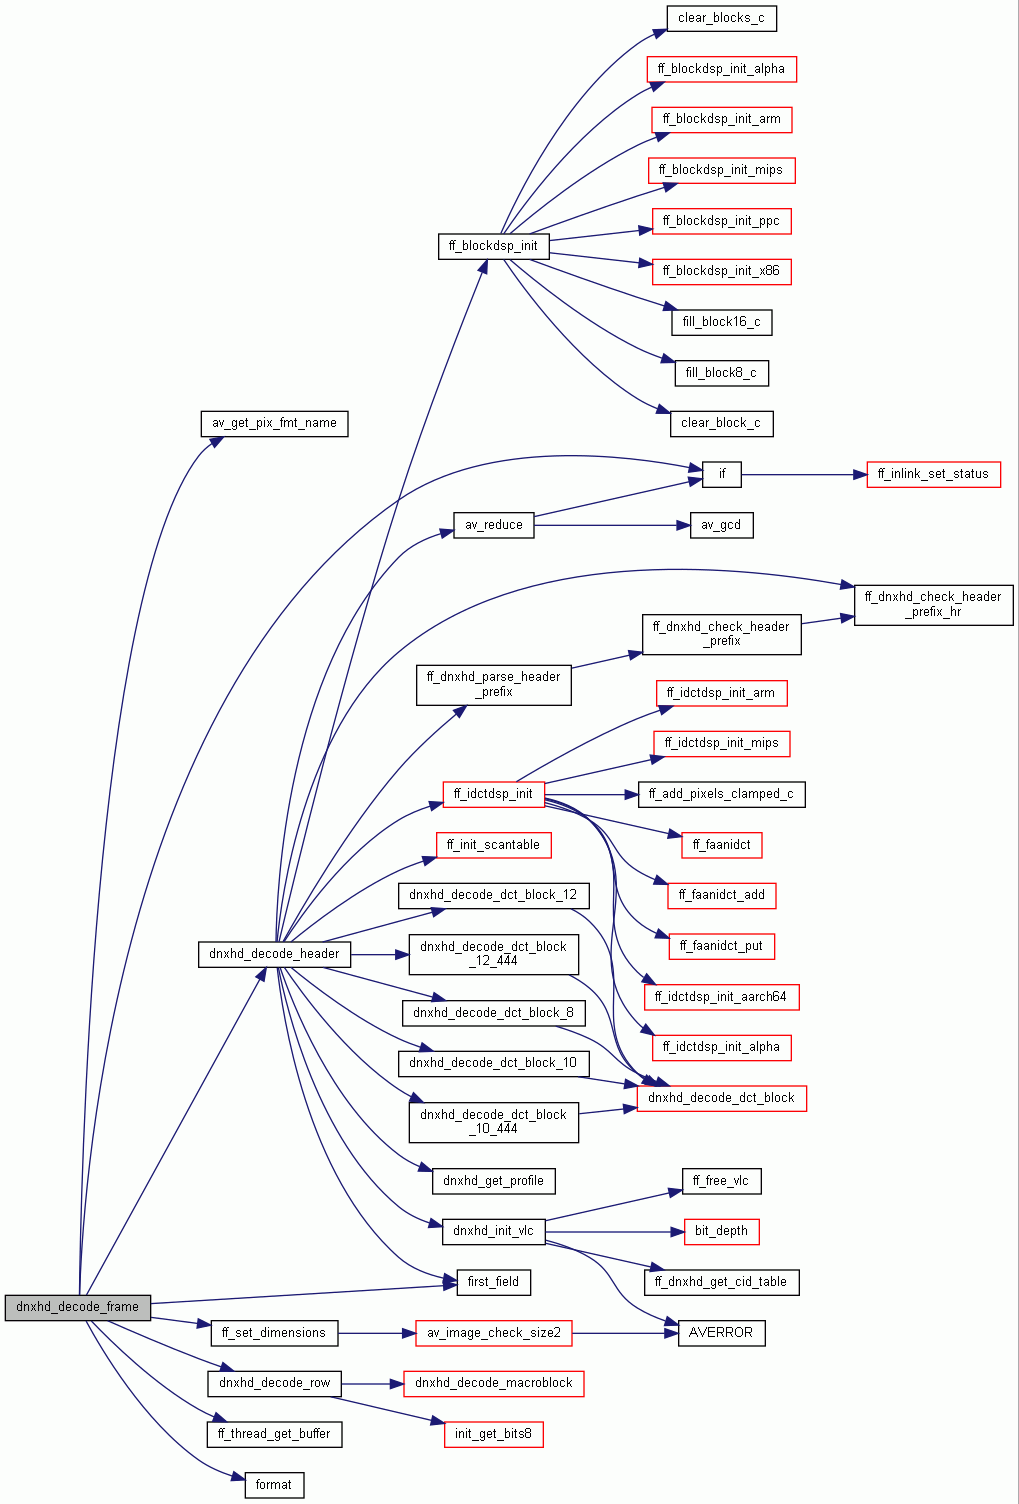 clear_blocks_c
ff_blockdsp_init_alpha
ff_blockdsp_init_arm
ff_blockdsp_init_mips
ff_blockdsp_init_ppc
ff_blockdsp_init
ff_blockdsp_init_x86
fill_block16_c
fill_block8_c
clear_block_c
av_get_pix_fmt_name
if
ff_inlink_set_status
av_reduce
av_gcd
ff_dnxhd_check_header
_prefix_hr
ff_dnxhd_check_header
_prefix
ff_dnxhd_parse_header
_prefix
ff_idctdsp_init_arm
ff_idctdsp_init_mips
ff_idctdsp_init
ff_add_pixels_clamped_c
ff_init_scantable
ff_faanidct
dnxhd_decode_dct_block_12
ff_faanidct_add
dnxhd_decode_header
dnxhd_decode_dct_block
_12_444
ff_faanidct_put
ff_idctdsp_init_aarch64
dnxhd_decode_dct_block_8
ff_idctdsp_init_alpha
dnxhd_decode_dct_block_10
dnxhd_decode_dct_block
dnxhd_decode_dct_block
_10_444
dnxhd_get_profile
ff_free_vlc
dnxhd_init_vlc
bit_depth
first_field
ff_dnxhd_get_cid_table
dnxhd_decode_frame
ff_set_dimensions
av_image_check_size2
AVERROR
dnxhd_decode_row
dnxhd_decode_macroblock
ff_thread_get_buffer
init_get_bits8
format